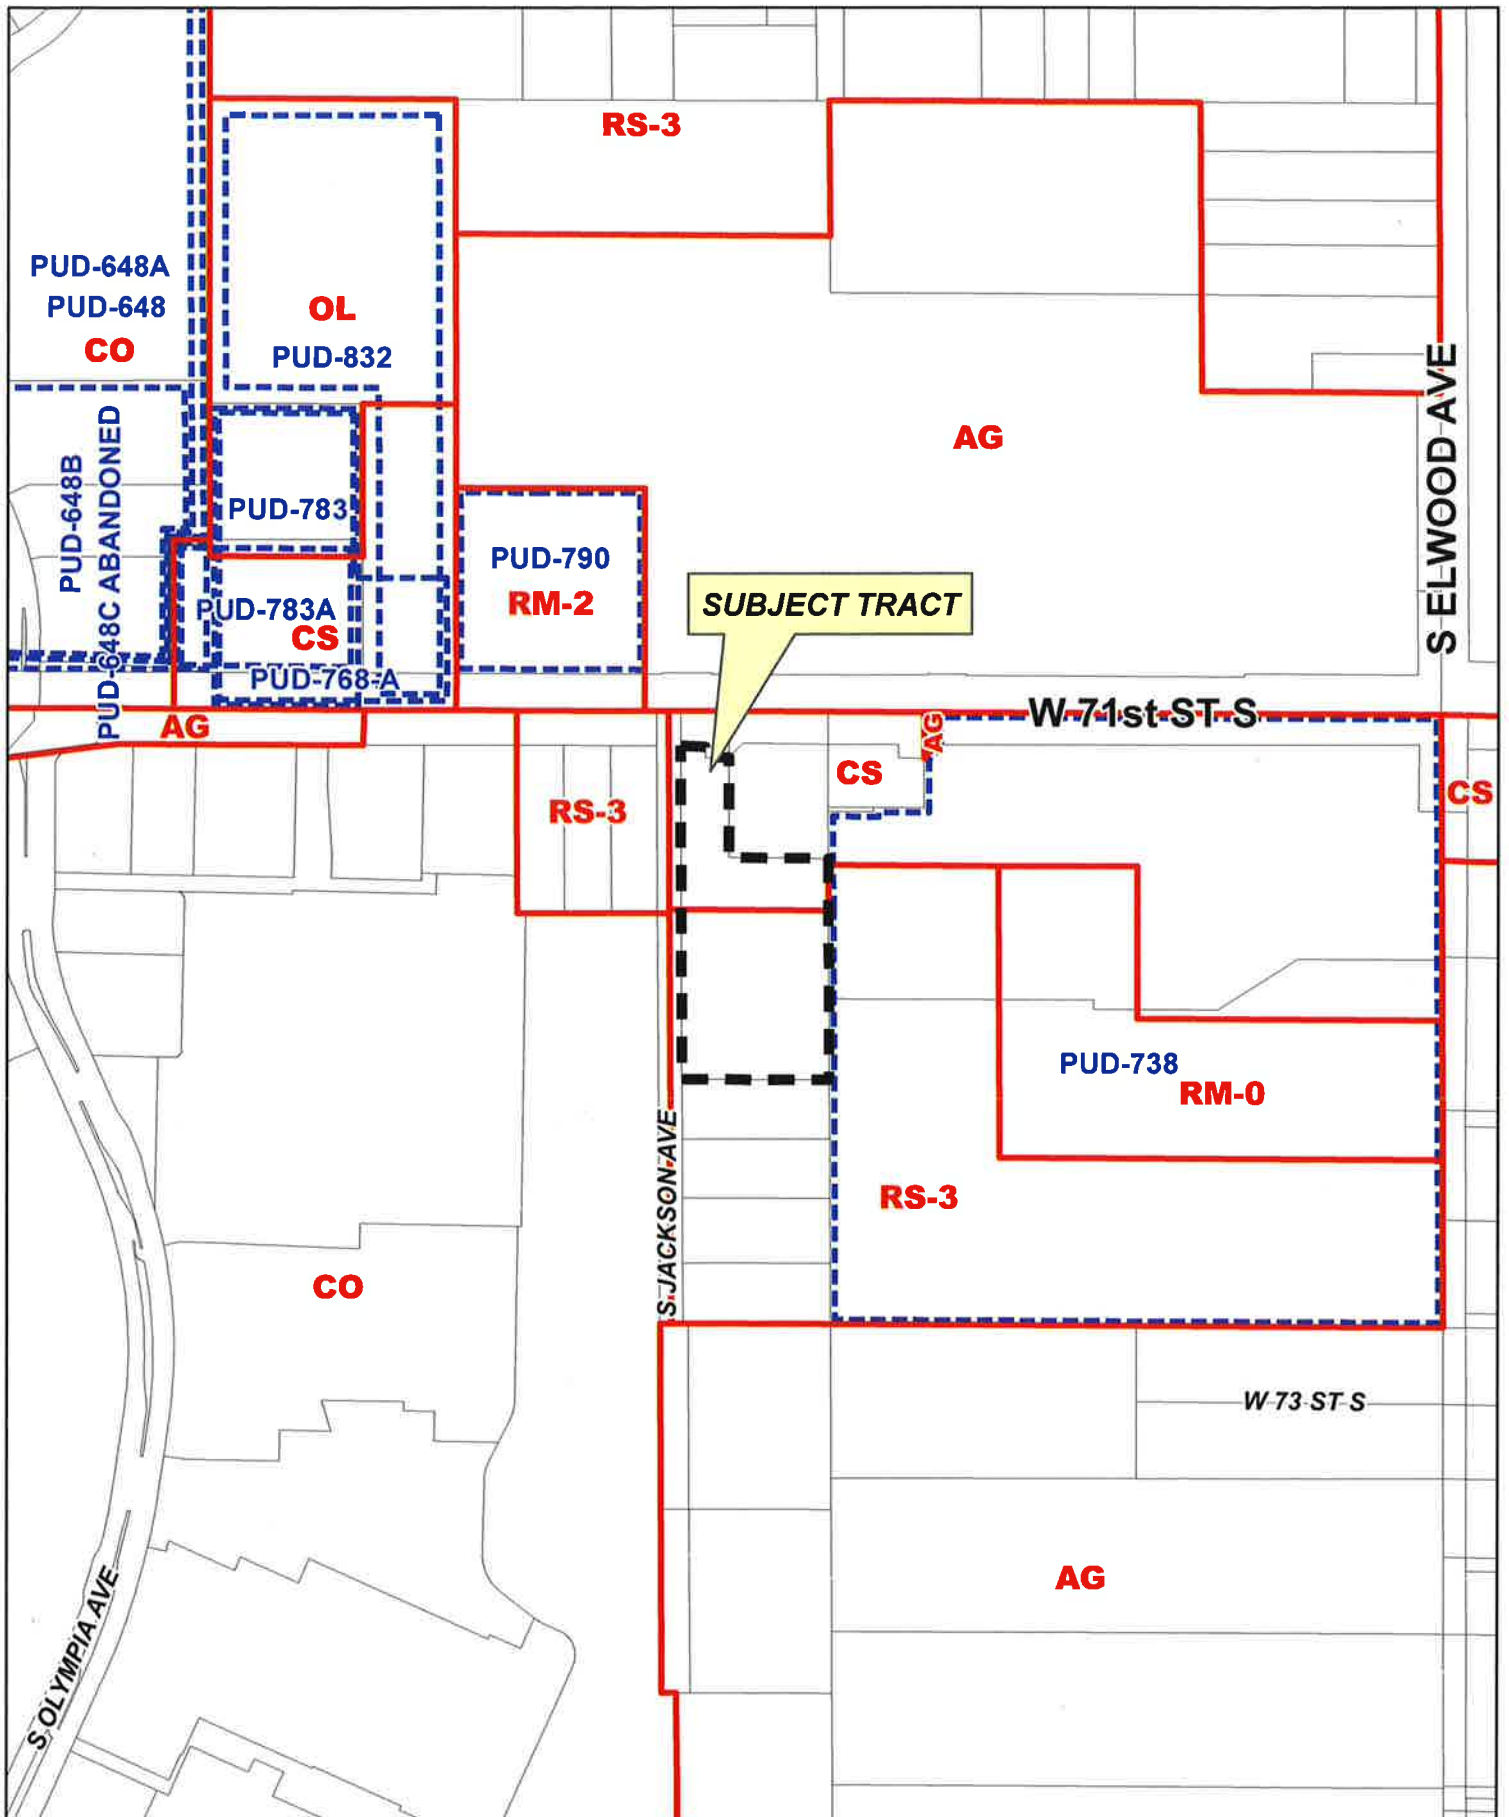 RS-3
PUD-648A
PUD-648
CO
OL
PUD-832
AG
S ELWOOD AVE
PUD-648B
PUD-648C ABANDONED
PUD-783
PUD-790
RM-2
SUBJECT TRACT
PUD-783A
CS
PUD-768-A
AG
W 71st ST S
AG
CS
CS
RS-3
PUD-738
RM-0
S JACKSON AVE
RS-3
CO
W 73 ST S
AG
S OLYMPIA AVE